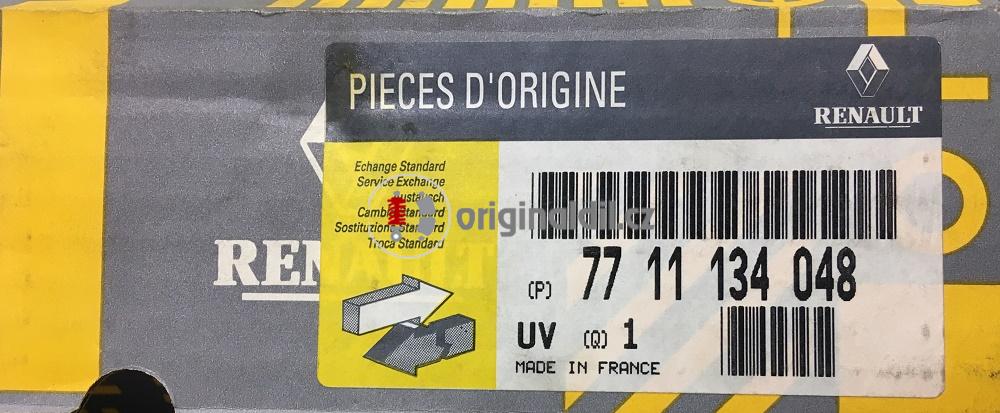 PIECES D'ORIGINE
RENAULT
Echange Standard
Service Exchange
Austausch
Cambio Standard
Sostituzione Standard
Troca Standard
originaldil.cz
RENAULT
(P) 77 11 134 048
UV (Q) 1
MADE IN FRANCE